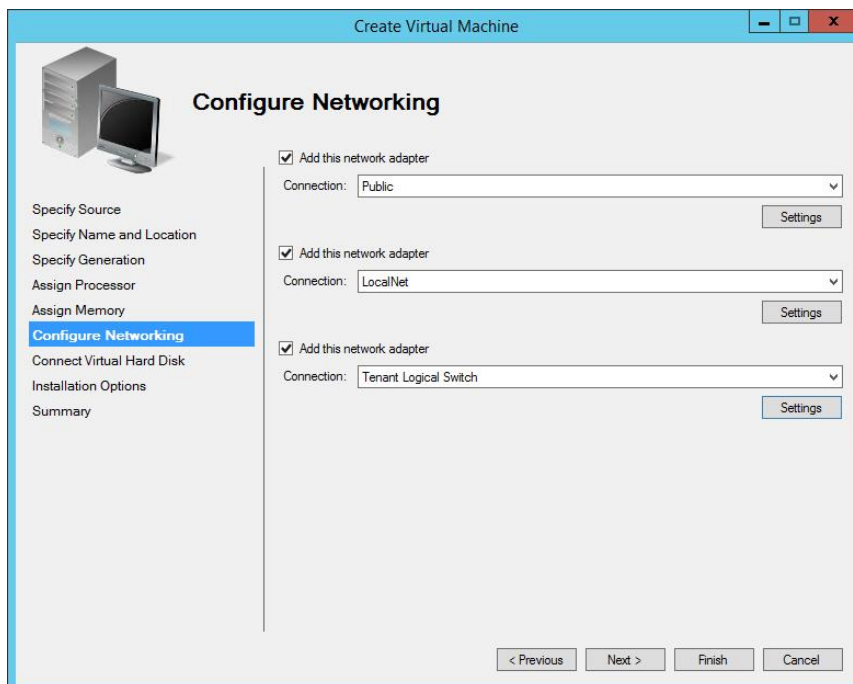 Create Virtual Machine
Configure Networking
Specify Source
Specify Name and Location
Specify Generation
Assign Processor
Assign Memory
Configure Networking
Connect Virtual Hard Disk
Installation Options
Summary
Add this network adapter
Connection: Public
Settings
Add this network adapter
Connection: LocalNet
Settings
Add this network adapter
Connection: Tenant Logical Switch
Settings
< Previous Next > Finish Cancel